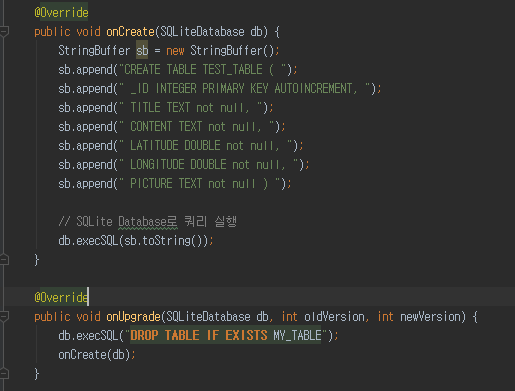 @Override
public void onCreate(SQLiteDatabase db) {
StringBuffer sb = new StringBuffer();
sb.append("CREATE TABLE TEST_TABLE ( ");
sb.append(" _ID INTEGER PRIMARY KEY AUTOINCREMENT, ");
sb.append(" TITLE TEXT not null, ");
sb.append(" CONTENT TEXT not null, ");
sb.append(" LATITUDE DOUBLE not null, ");
sb.append(" LONGITUDE DOUBLE not null, ");
sb.append(" PICTURE TEXT not null ) ");
// SQLite Database로 쿼리 실행
db.execSQL(sb.toString());
}
@Override
public void onUpgrade(SQLiteDatabase db, int oldVersion, int newVersion) {
db.execSQL("DROP TABLE IF EXISTS MY_TABLE");
onCreate(db);
}